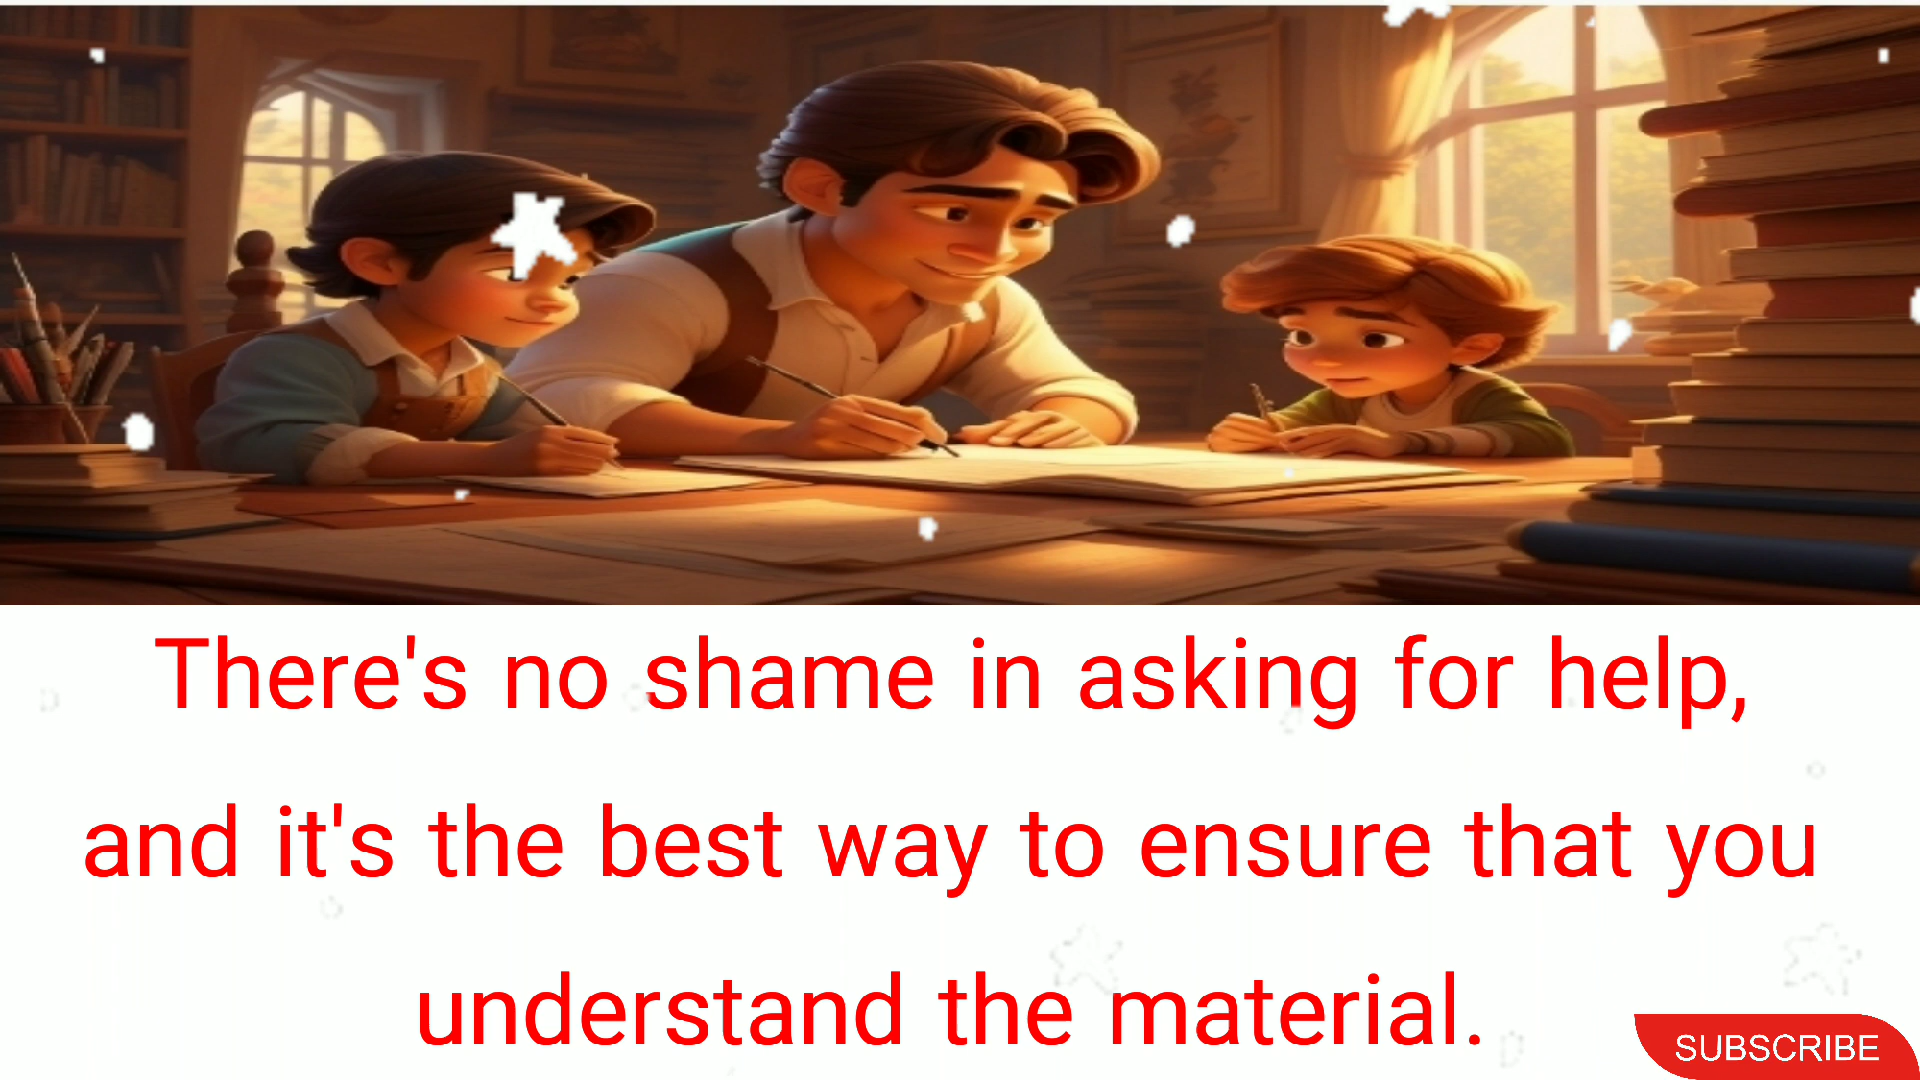 There's no shame in asking for help,
and it's the best way to ensure that you
understand the material.
SUBSCRIBE